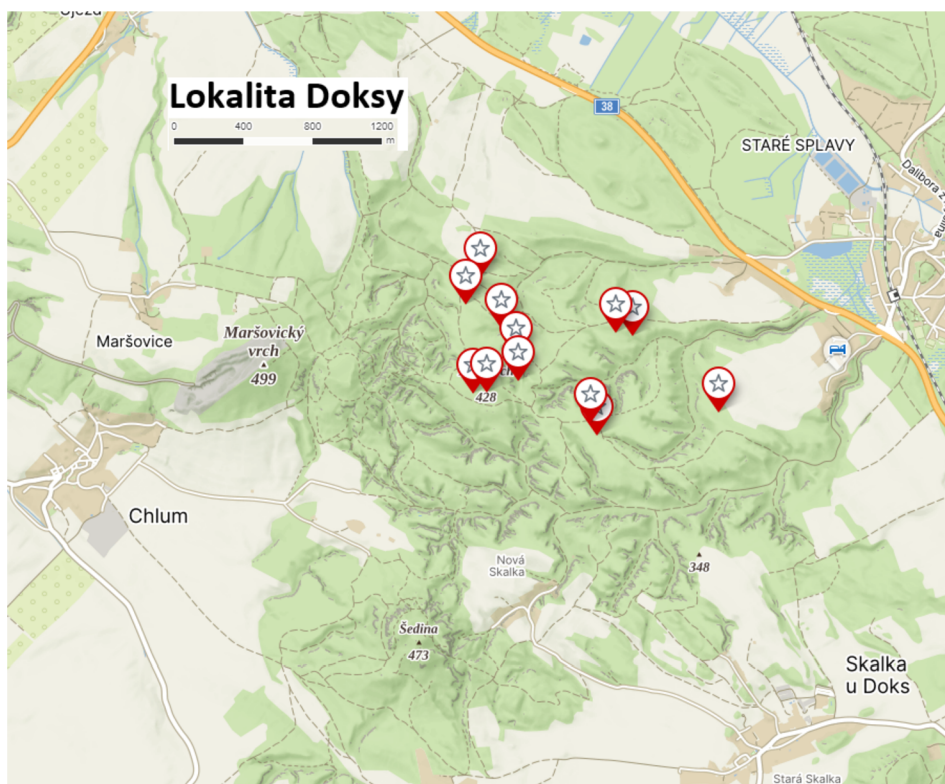 Lokalita Doksy
0 400 800 1200
m
38
STARÉ SPLAVY
Dalibora z
Maršovice
Maršovický
vrch
499
428
Chlum
Nová
Skalka
348
Šedina
473
Skalka
u Doks
Stará Skalka